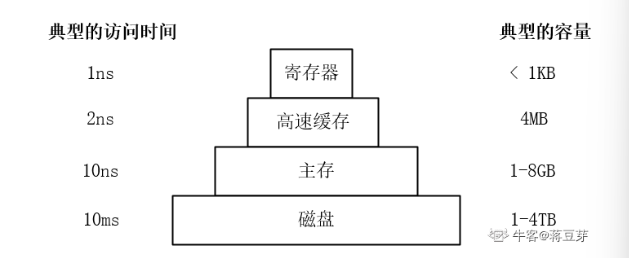 典型的访问时间 典型的容量
1ns 寄存器 < 1KB
2ns 高速缓存 4MB
10ns 主存 1-8GB
10ms 磁盘 1-4TB
牛客@蒋豆芽